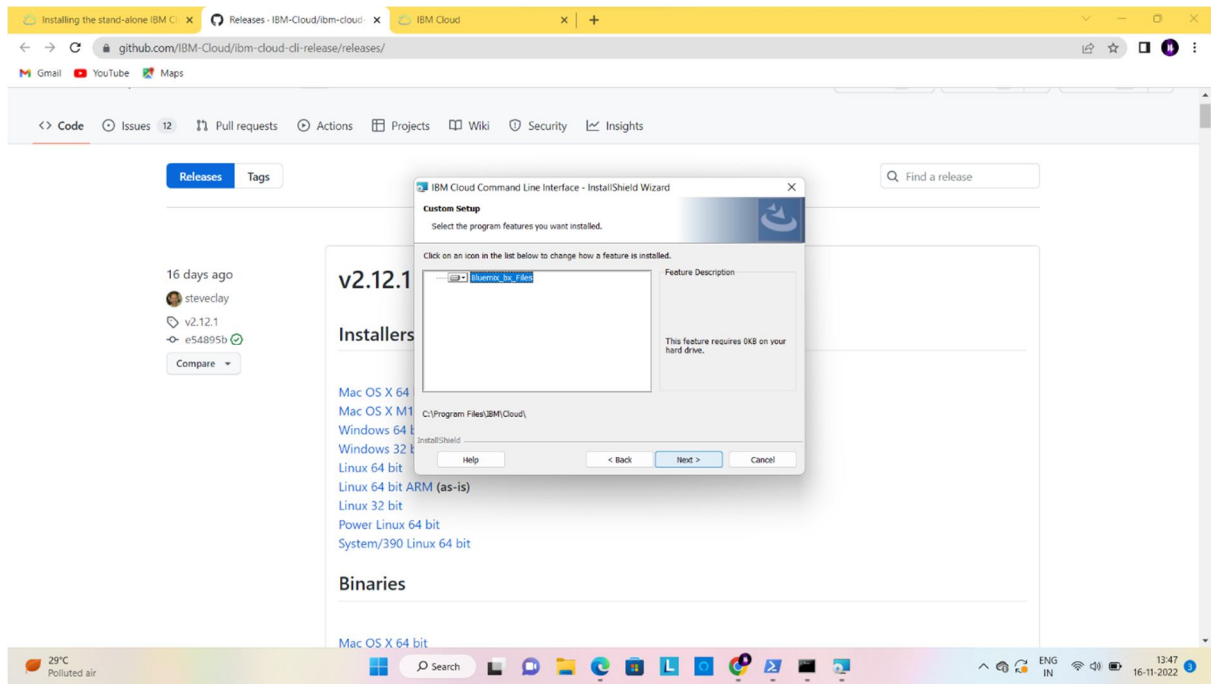 Installing the stand-alone IBM Cl
Releases · IBM-Cloud/ibm-cloud-
IBM Cloud
github.com/IBM-Cloud/ibm-cloud-cli-release/releases/
Gmail YouTube Maps
Code Issues 12 Pull requests Actions Projects Wiki Security Insights
Releases Tags
Find a release
16 days ago
steveclay
v2.12.1
e54895b
Compare
v2.12.1
Installers
Mac OS X 64
Mac OS X M1
Windows 64 b
Windows 32 b
Linux 64 bit
Linux 64 bit ARM (as-is)
Linux 32 bit
Power Linux 64 bit
System/390 Linux 64 bit
Binaries
Mac OS X 64 bit
IBM Cloud Command Line Interface - InstallShield Wizard
Custom Setup
Select the program features you want installed.
Click on an icon in the list below to change how a feature is installed.
Bluemix_bx_Files
Feature Description
This feature requires 0KB on your
hard drive.
C:\Program Files\IBM\Cloud\
InstallShield
Help < Back Next > Cancel
29°C
Polluted air
Search
ENG
IN
13:47
16-11-2022
3